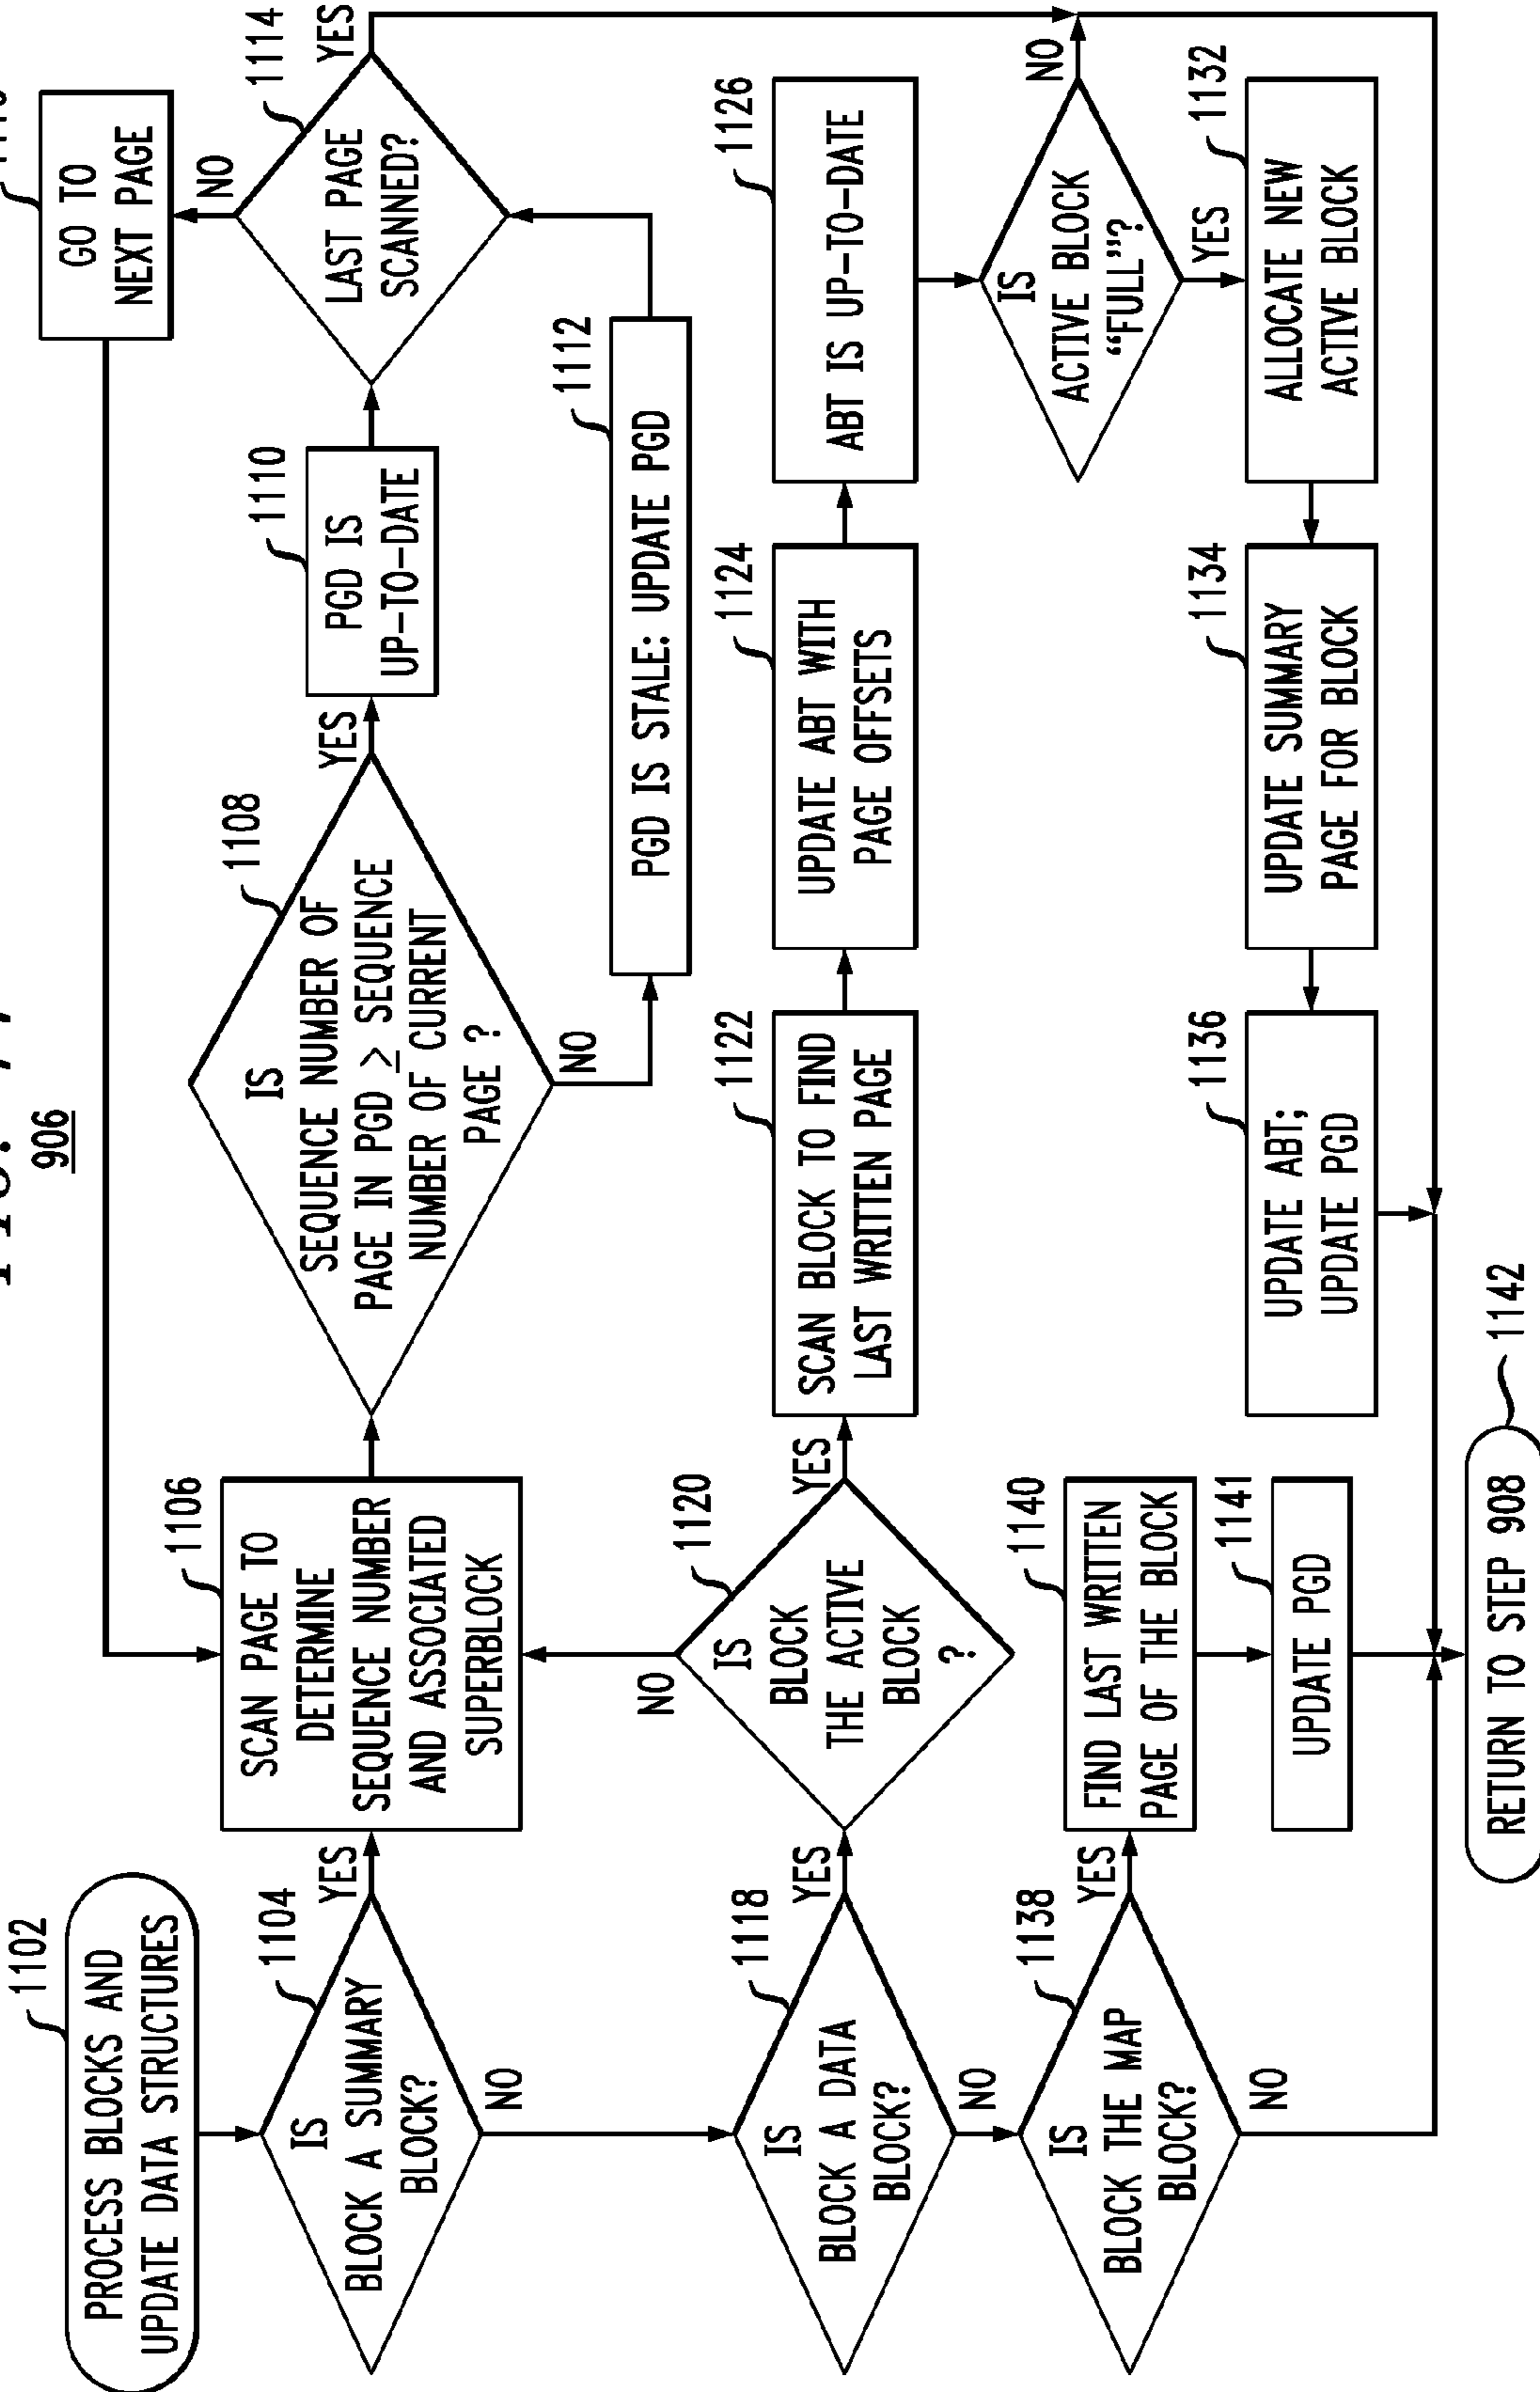 906
1102
PROCESS BLOCKS AND
UPDATE DATA STRUCTURES
1104
IS
BLOCK A SUMMARY
BLOCK?
YES
NO
1106
SCAN PAGE TO
DETERMINE
SEQUENCE NUMBER
AND ASSOCIATED
SUPERBLOCK
1108
IS
SEQUENCE NUMBER OF
PAGE IN PGD ≥ SEQUENCE
NUMBER OF CURRENT
PAGE ?
YES
NO
1110
PGD IS
UP-TO-DATE
1112
PGD IS STALE: UPDATE PGD
1114
LAST PAGE
SCANNED?
YES
NO
GO TO
NEXT PAGE
1118
IS
BLOCK A DATA
BLOCK?
YES
NO
1120
IS
BLOCK
THE ACTIVE
BLOCK
?
YES
NO
1122
SCAN BLOCK TO FIND
LAST WRITTEN PAGE
1124
UPDATE ABT WITH
PAGE OFFSETS
1126
ABT IS UP-TO-DATE
IS
ACTIVE BLOCK
“FULL”?
NO
YES
1132
ALLOCATE NEW
ACTIVE BLOCK
1134
UPDATE SUMMARY
PAGE FOR BLOCK
1136
UPDATE ABT;
UPDATE PGD
1138
IS
BLOCK THE MAP
BLOCK?
YES
NO
1140
FIND LAST WRITTEN
PAGE OF THE BLOCK
1141
UPDATE PGD
1142
RETURN TO STEP 908